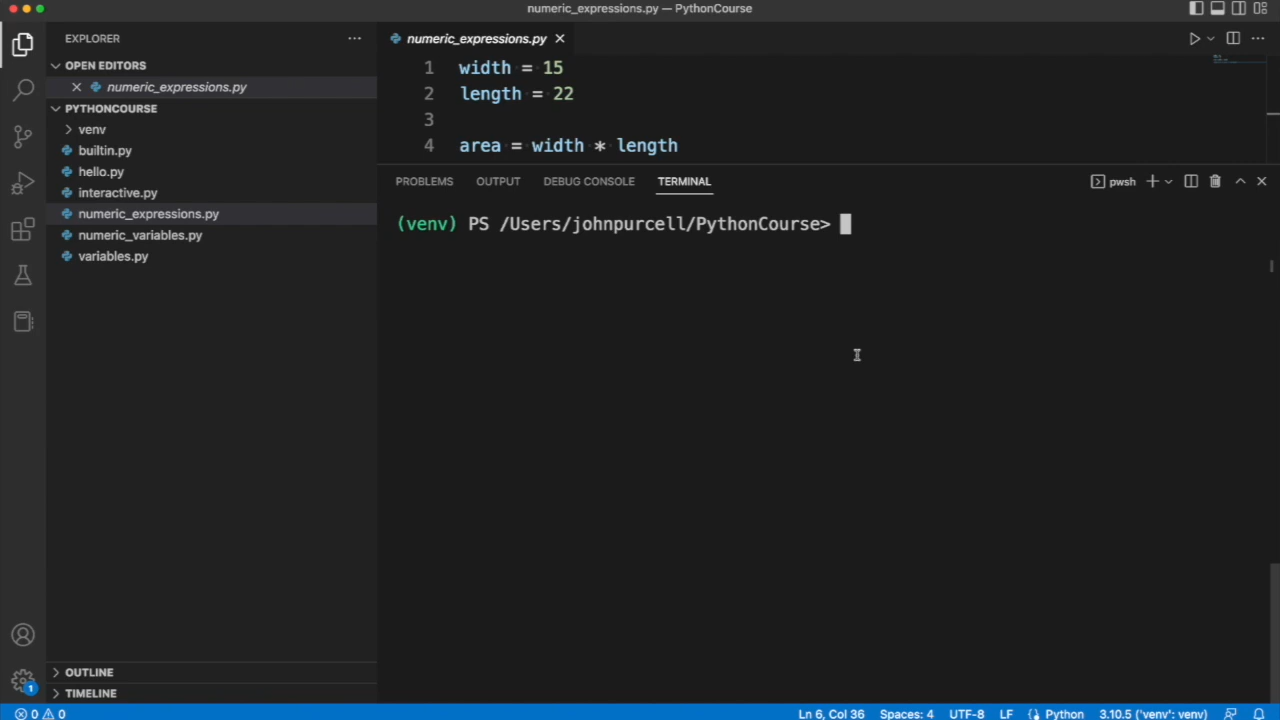 numeric_expressions.py — PythonCourse
EXPLORER
OPEN EDITORS
numeric_expressions.py
PYTHONCOURSE
venv
builtin.py
hello.py
interactive.py
numeric_expressions.py
numeric_variables.py
variables.py
OUTLINE
TIMELINE
numeric_expressions.py
1 width = 15
2 length = 22
3
4 area = width * length
PROBLEMS OUTPUT DEBUG CONSOLE TERMINAL
pwsh
(venv) PS /Users/johnpurcell/PythonCourse>
1
0 0 Ln 6, Col 36 Spaces: 4 UTF-8 LF Python 3.10.5 ('venv': venv)